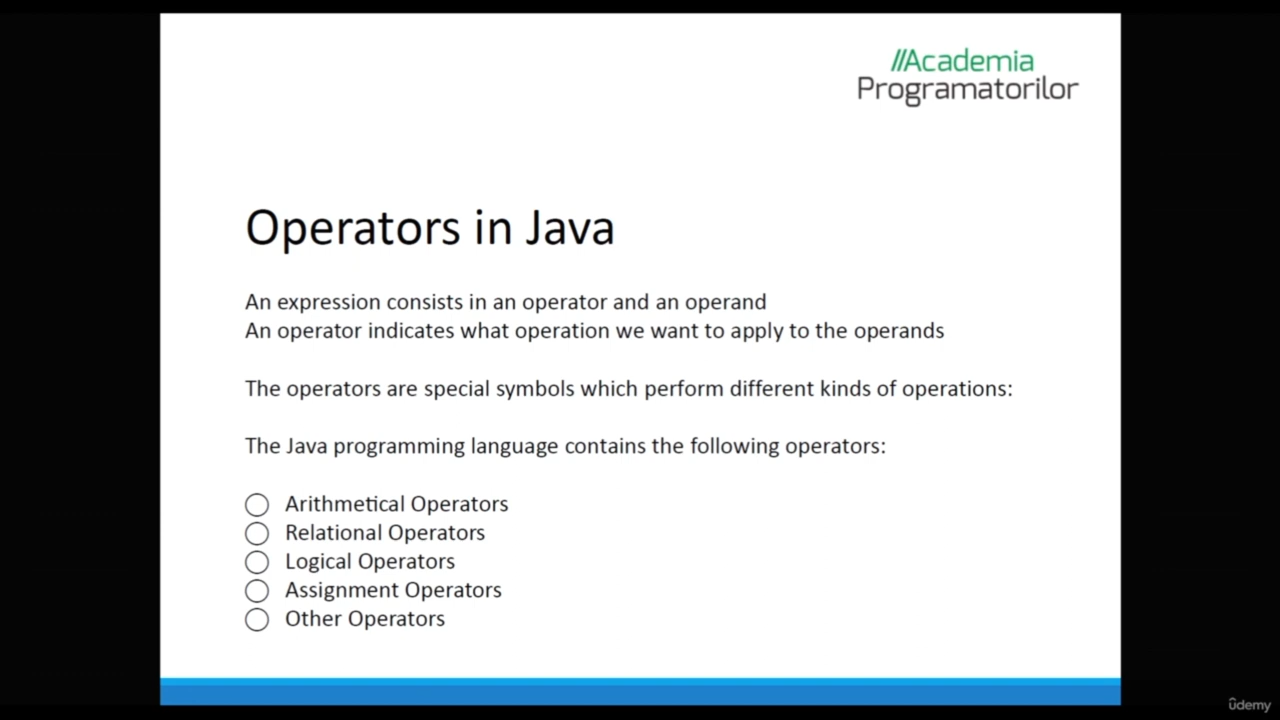 //Academia
Programatorilor
Operators in Java
An expression consists in an operator and an operand
An operator indicates what operation we want to apply to the operands
The operators are special symbols which perform different kinds of operations:
The Java programming language contains the following operators:
Arithmetical Operators
Relational Operators
Logical Operators
Assignment Operators
Other Operators
ûdemy